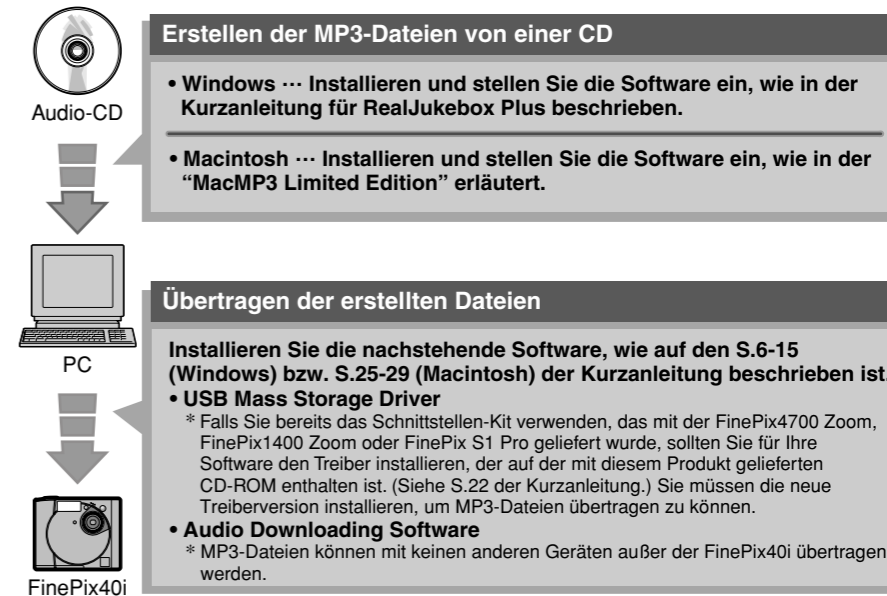 Audio-CD
Erstellen der MP3-Dateien von einer CD
• Windows ··· Installieren und stellen Sie die Software ein, wie in der
Kurzanleitung für RealJukebox Plus beschrieben.
• Macintosh ··· Installieren und stellen Sie die Software ein, wie in der
“MacMP3 Limited Edition” erläutert.
PC
Übertragen der erstellten Dateien
Installieren Sie die nachstehende Software, wie auf den S.6-15
(Windows) bzw. S.25-29 (Macintosh) der Kurzanleitung beschrieben ist.
• USB Mass Storage Driver
* Falls Sie bereits das Schnittstellen-Kit verwenden, das mit der FinePix4700 Zoom,
FinePix1400 Zoom oder FinePix S1 Pro geliefert wurde, sollten Sie für Ihre
Software den Treiber installieren, der auf der mit diesem Produkt gelieferten
CD-ROM enthalten ist. (Siehe S.22 der Kurzanleitung.) Sie müssen die neue
Treiberversion installieren, um MP3-Dateien übertragen zu können.
• Audio Downloading Software
* MP3-Dateien können mit keinen anderen Geräten außer der FinePix40i übertragen
werden.
FinePix40i